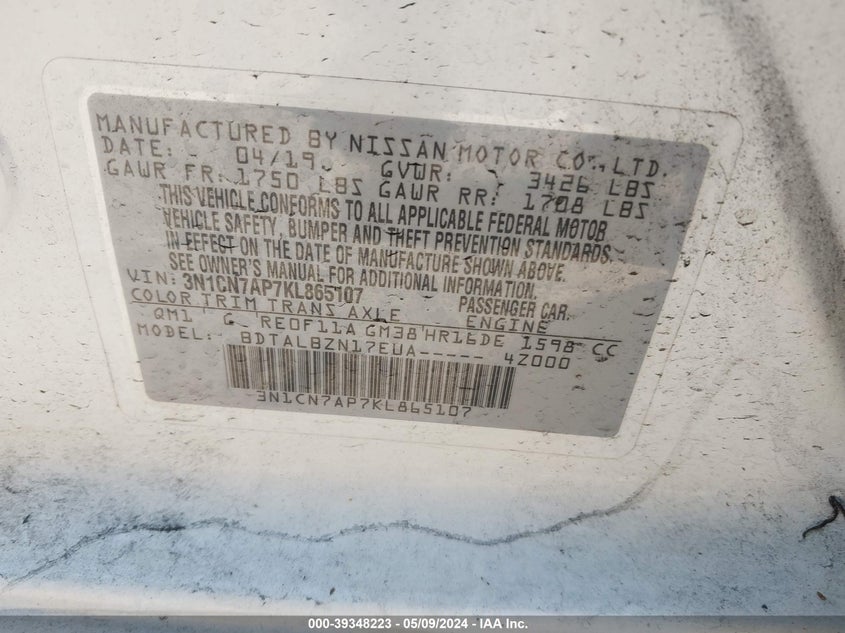 MANUFACTURED BY NISSAN MOTOR CO., LTD.
DATE: 04/19 GVWR: 3426 LBS
GAWR FR: 1750 LBS GAWR RR: 1708 LBS
THIS VEHICLE CONFORMS TO ALL APPLICABLE FEDERAL MOTOR
VEHICLE SAFETY, BUMPER AND THEFT PREVENTION STANDARDS
IN EFFECT ON THE DATE OF MANUFACTURE SHOWN ABOVE.
SEE OWNER'S MANUAL FOR ADDITIONAL INFORMATION.
VIN: 3N1CN7AP7KL865107 PASSENGER CAR.
COLOR TRIM TRANS AXLE ENGINE
QM1 G RE0F11A GM38 HR16DE 1598 CC
MODEL: BDTALBZN17EUA----- 4Z000
3N1CN7AP7KL865107
000-39348223 - 05/09/2024 - IAA Inc.